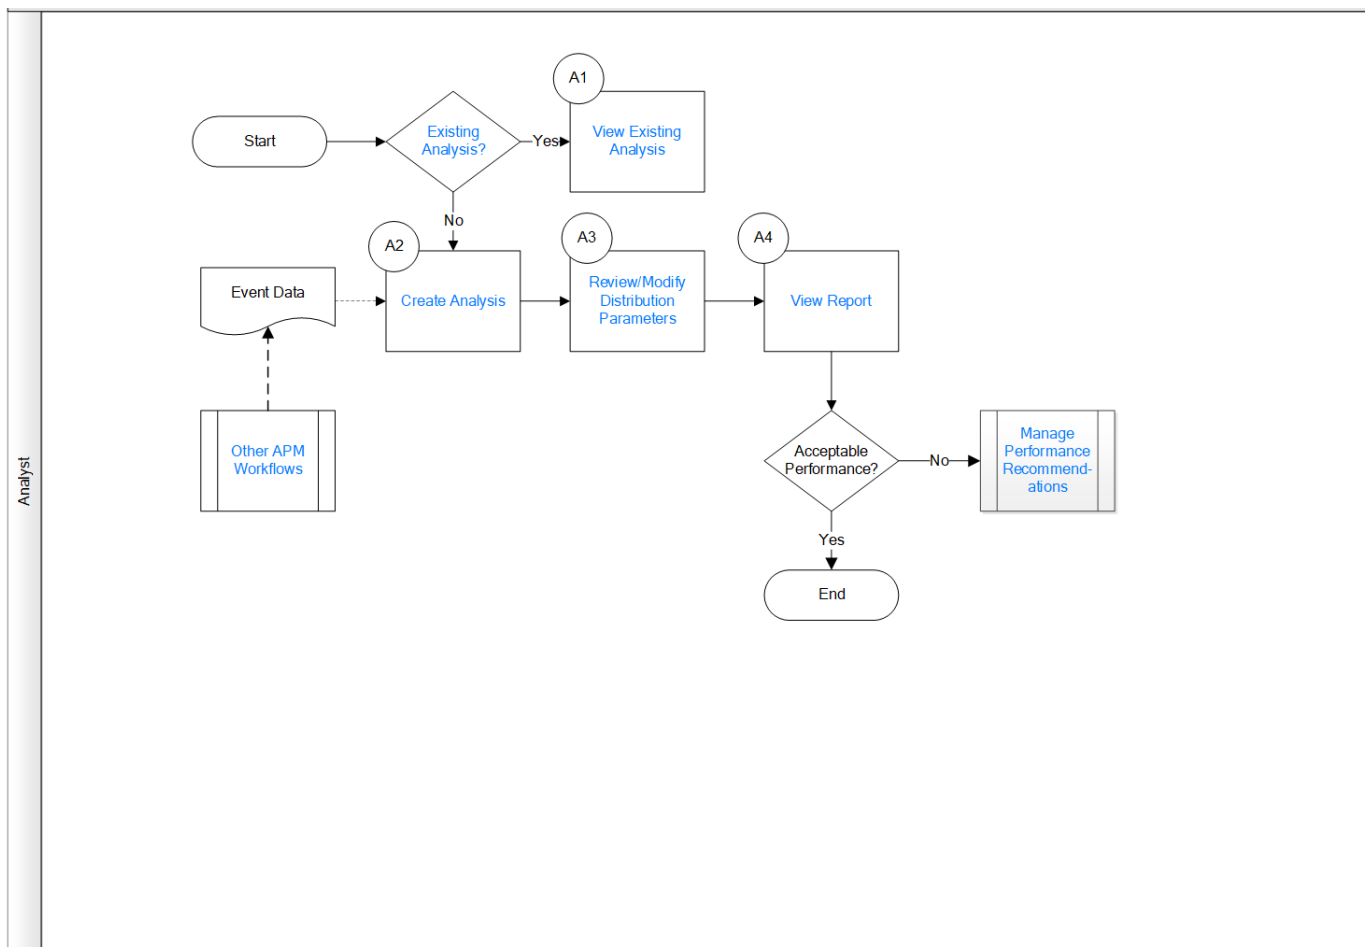 A1
Start
Existing
Analysis?
Yes
View Existing
Analysis
No
A2
A3
A4
Event Data
Create Analysis
Review/Modify
Distribution
Parameters
View Report
Other APM
Workflows
Acceptable
Performance?
No
Manage
Performance
Recommend-
ations
Analyst
Yes
End